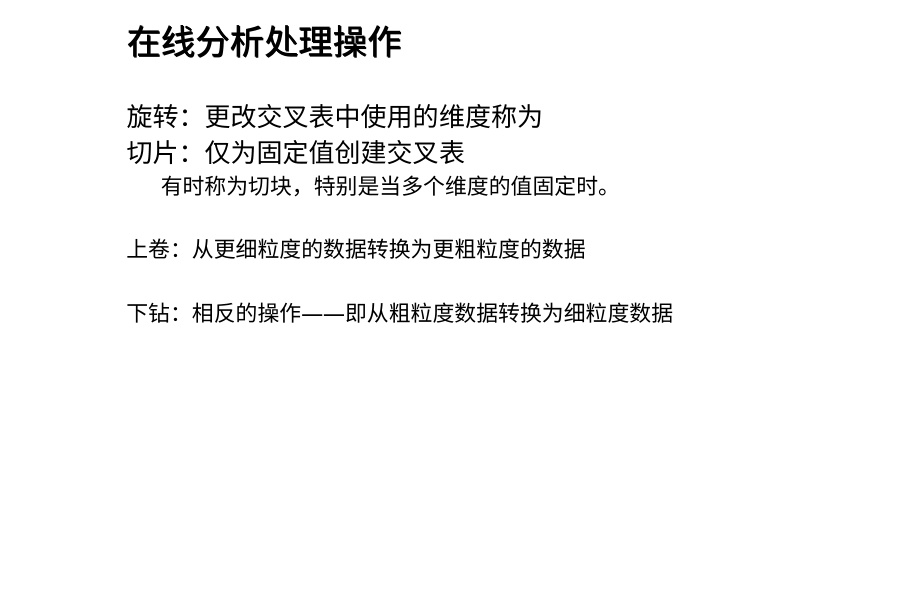 在线分析处理操作
旋转：更改交叉表中使用的维度称为
切片：仅为固定值创建交叉表
有时称为切块，特别是当多个维度的值固定时。
上卷：从更细粒度的数据转换为更粗粒度的数据
下钻：相反的操作——即从粗粒度数据转换为细粒度数据